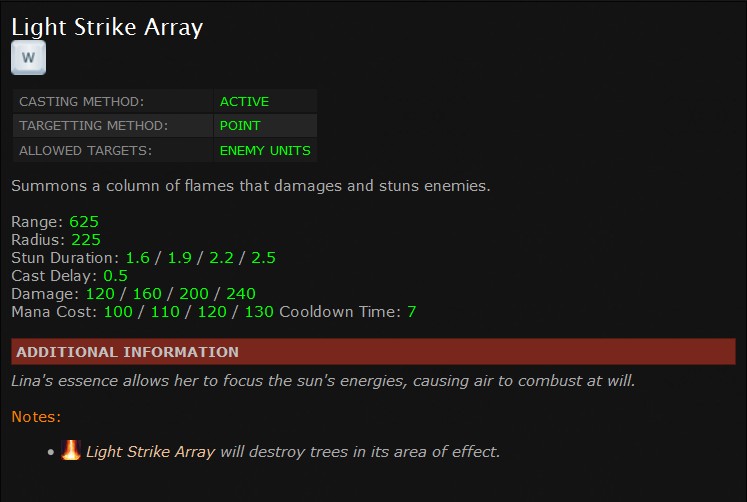 Light Strike Array
W
CASTING METHOD: ACTIVE
TARGETTING METHOD: POINT
ALLOWED TARGETS: ENEMY UNITS
Summons a column of flames that damages and stuns enemies.
Range: 625
Radius: 225
Stun Duration: 1.6 / 1.9 / 2.2 / 2.5
Cast Delay: 0.5
Damage: 120 / 160 / 200 / 240
Mana Cost: 100 / 110 / 120 / 130 Cooldown Time: 7
ADDITIONAL INFORMATION
Lina's essence allows her to focus the sun's energies, causing air to combust at will.
Notes:
• Light Strike Array will destroy trees in its area of effect.